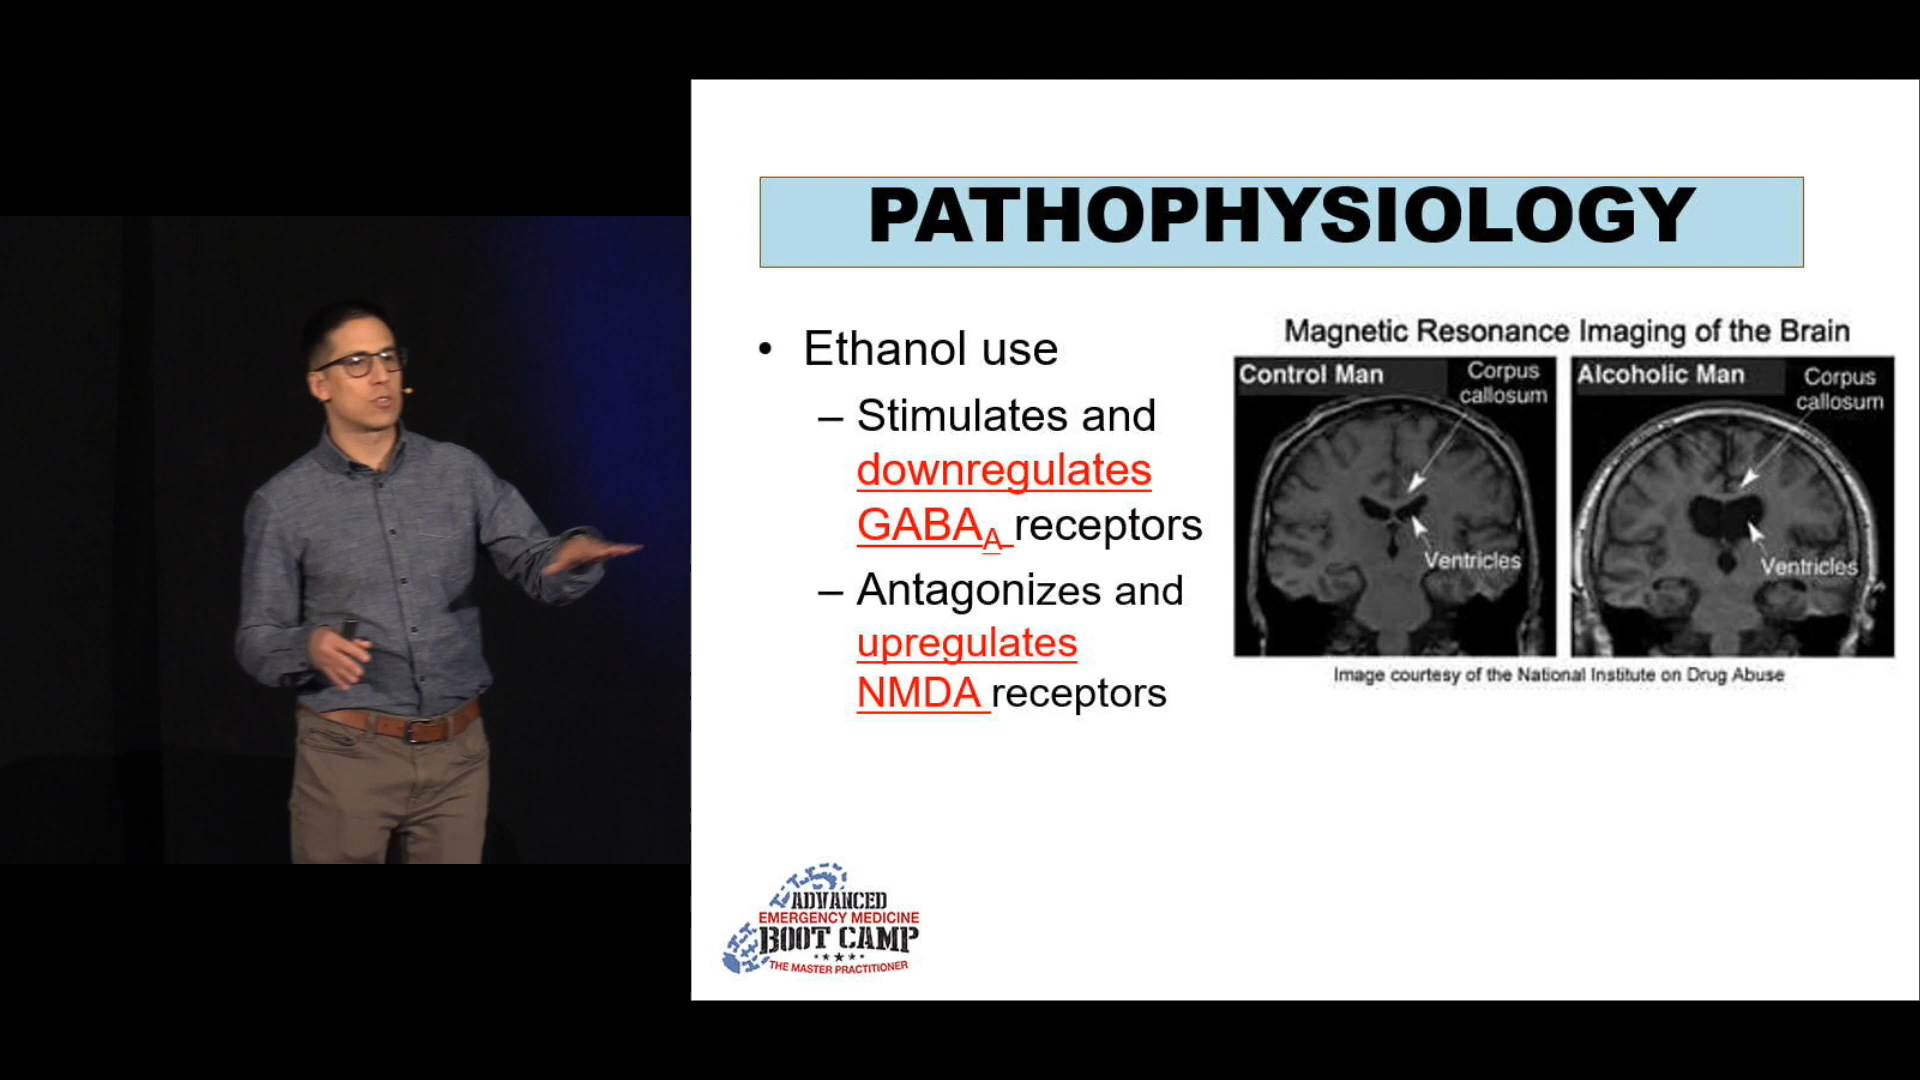 PATHOPHYSIOLOGY
• Ethanol use
– Stimulates and
downregulates
GABAA receptors
– Antagonizes and
upregulates
NMDA receptors
Magnetic Resonance Imaging of the Brain
Control Man
Corpus
callosum
Ventricles
Alcoholic Man
Corpus
callosum
Ventricles
Image courtesy of the National Institute on Drug Abuse
ADVANCED
EMERGENCY MEDICINE
BOOT CAMP
THE MASTER PRACTITIONER